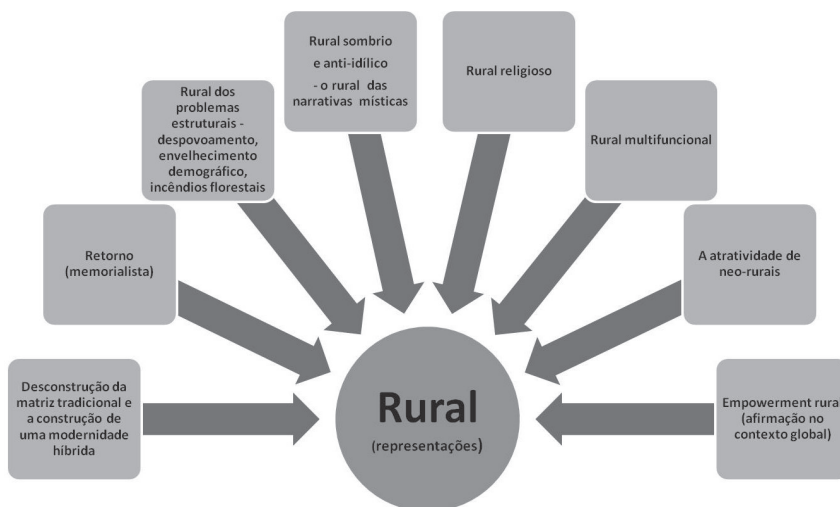 Rural sombrio
e anti-idílico
- o rural das
narrativas místicas
Rural religioso
Rural dos
problemas
estruturais -
despovoamento,
envelhecimento
demográfico,
incêndios florestais
Rural multifuncional
Retorno
(memorialista)
A atratividade de
neo-rurais
Desconstrução da
matriz tradicional e
a construção de
uma modernidade
híbrida
Rural
(representações)
Empowerment rural
(afirmação no
contexto global)